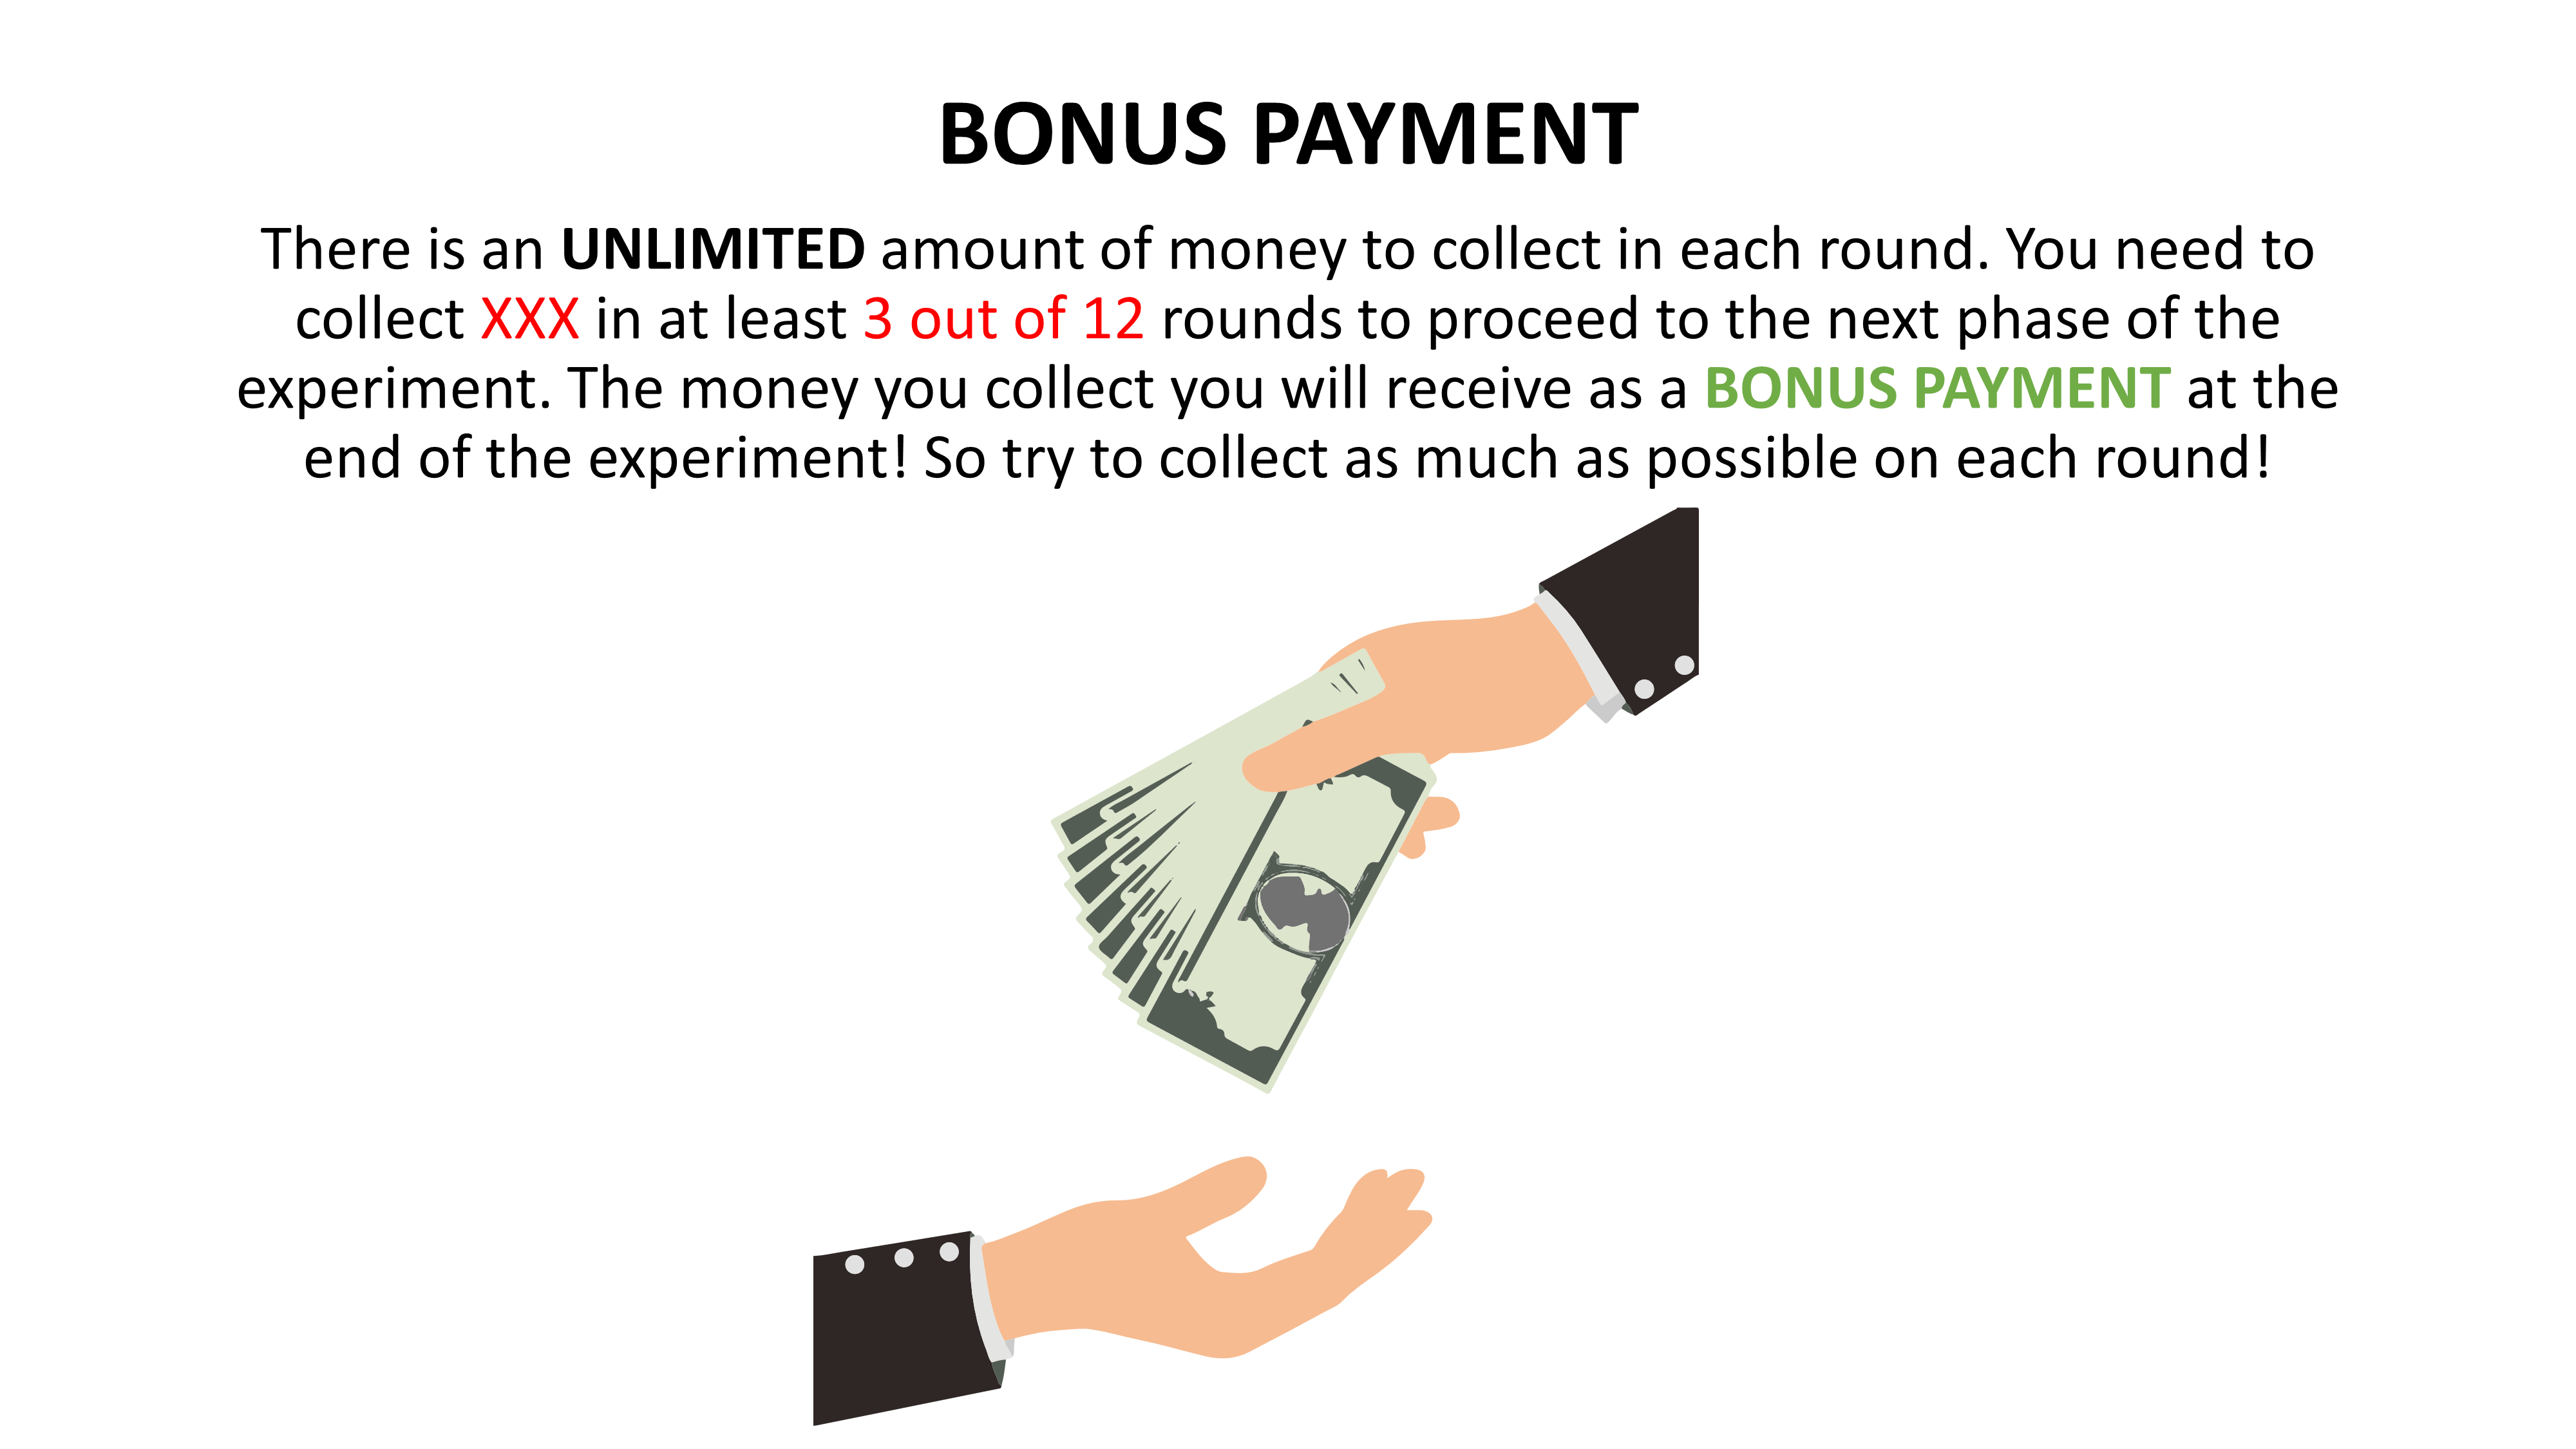 BONUS PAYMENT
There is an UNLIMITED amount of money to collect in each round. You need to
collect XXX in at least 3 out of 12 rounds to proceed to the next phase of the
experiment. The money you collect you will receive as a BONUS PAYMENT at the
end of the experiment! So try to collect as much as possible on each round!